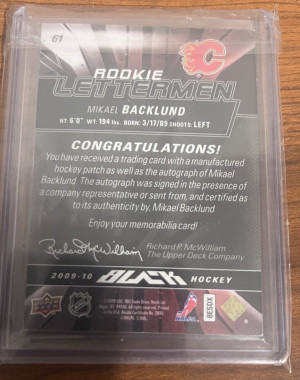 61
ROOKIE
LETTERMEN
MIKAEL BACKLUND
HT: 6'0" WT: 194 lbs. BORN: 3/17/89 SHOOTS: LEFT
CONGRATULATIONS!
You have received a trading card with a manufactured
hockey patch as well as the autograph of Mikael
Backlund. The autograph was signed in the presence of
a company representative or sent from, and certified as
to its authenticity by, Mikael Backlund
Enjoy your memorabilia card!
Richard McWilliam
Richard P. McWilliam
The Upper Deck Company
2009-10 BLACK HOCKEY
8ESDX